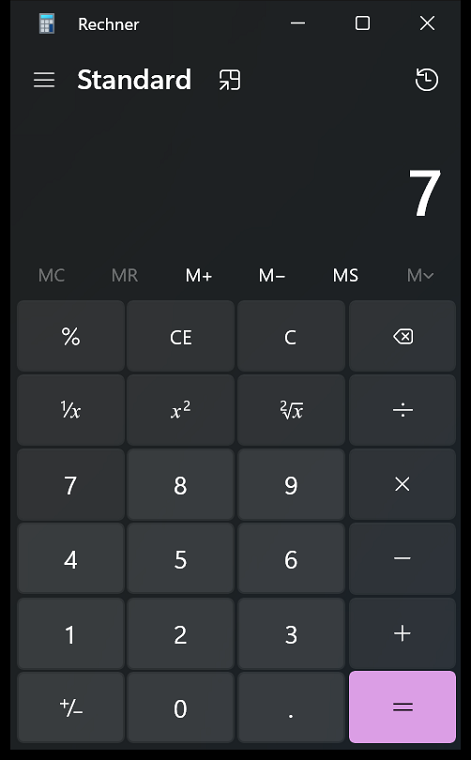 Rechner
Standard
7
MC MR M+ M− MS M
% CE C
¹/x x² ²√x ÷
7 8 9 ×
4 5 6 −
1 2 3 +
+/− 0 . =